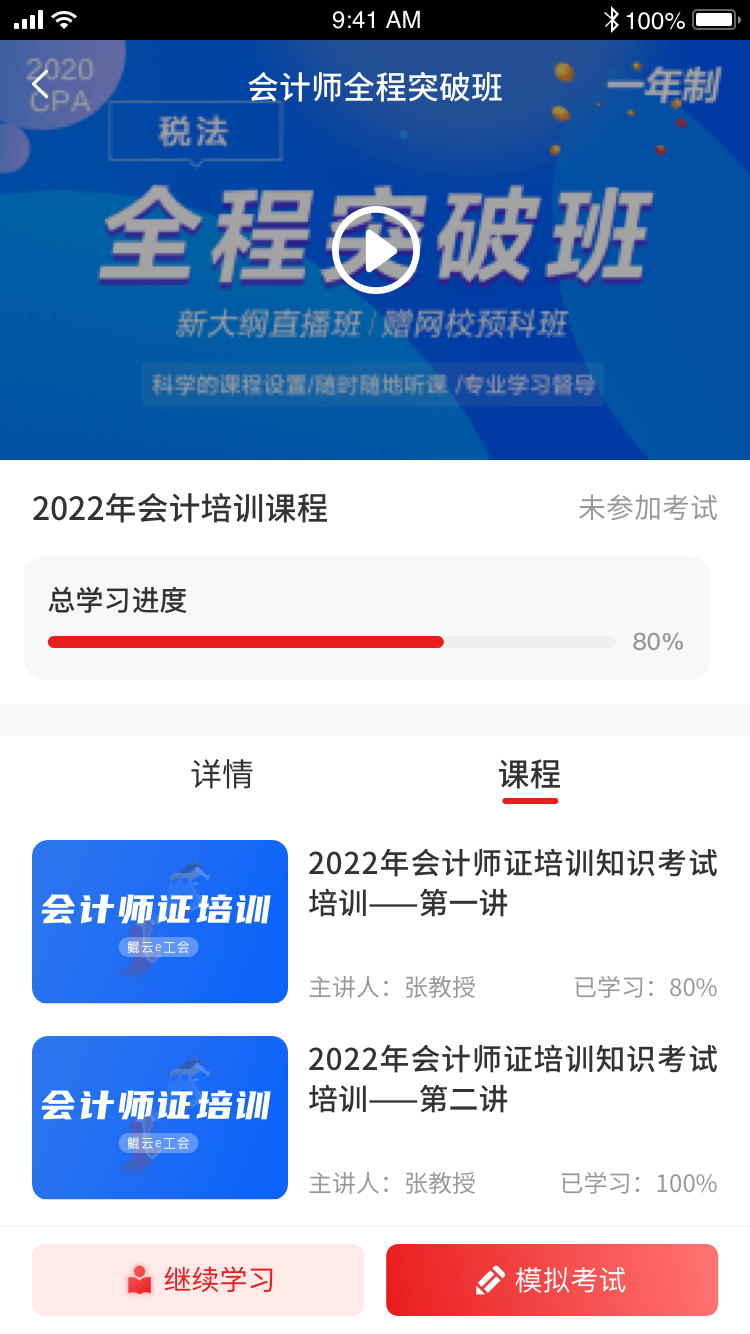 9:41 AM
100%
2020
CPA
会计师全程突破班
一年制
税法
全程突破班
新大纲直播班/赠网校预科班
科学的课程设置/随时随地听课 /专业学习督导
2022年会计培训课程
未参加考试
总学习进度
80%
详情
课程
会计师证培训
鲲云e工会
2022年会计师证培训知识考试
培训——第一讲
主讲人：张教授
已学习：80%
会计师证培训
鲲云e工会
2022年会计师证培训知识考试
培训——第二讲
主讲人：张教授
已学习：100%
继续学习
模拟考试